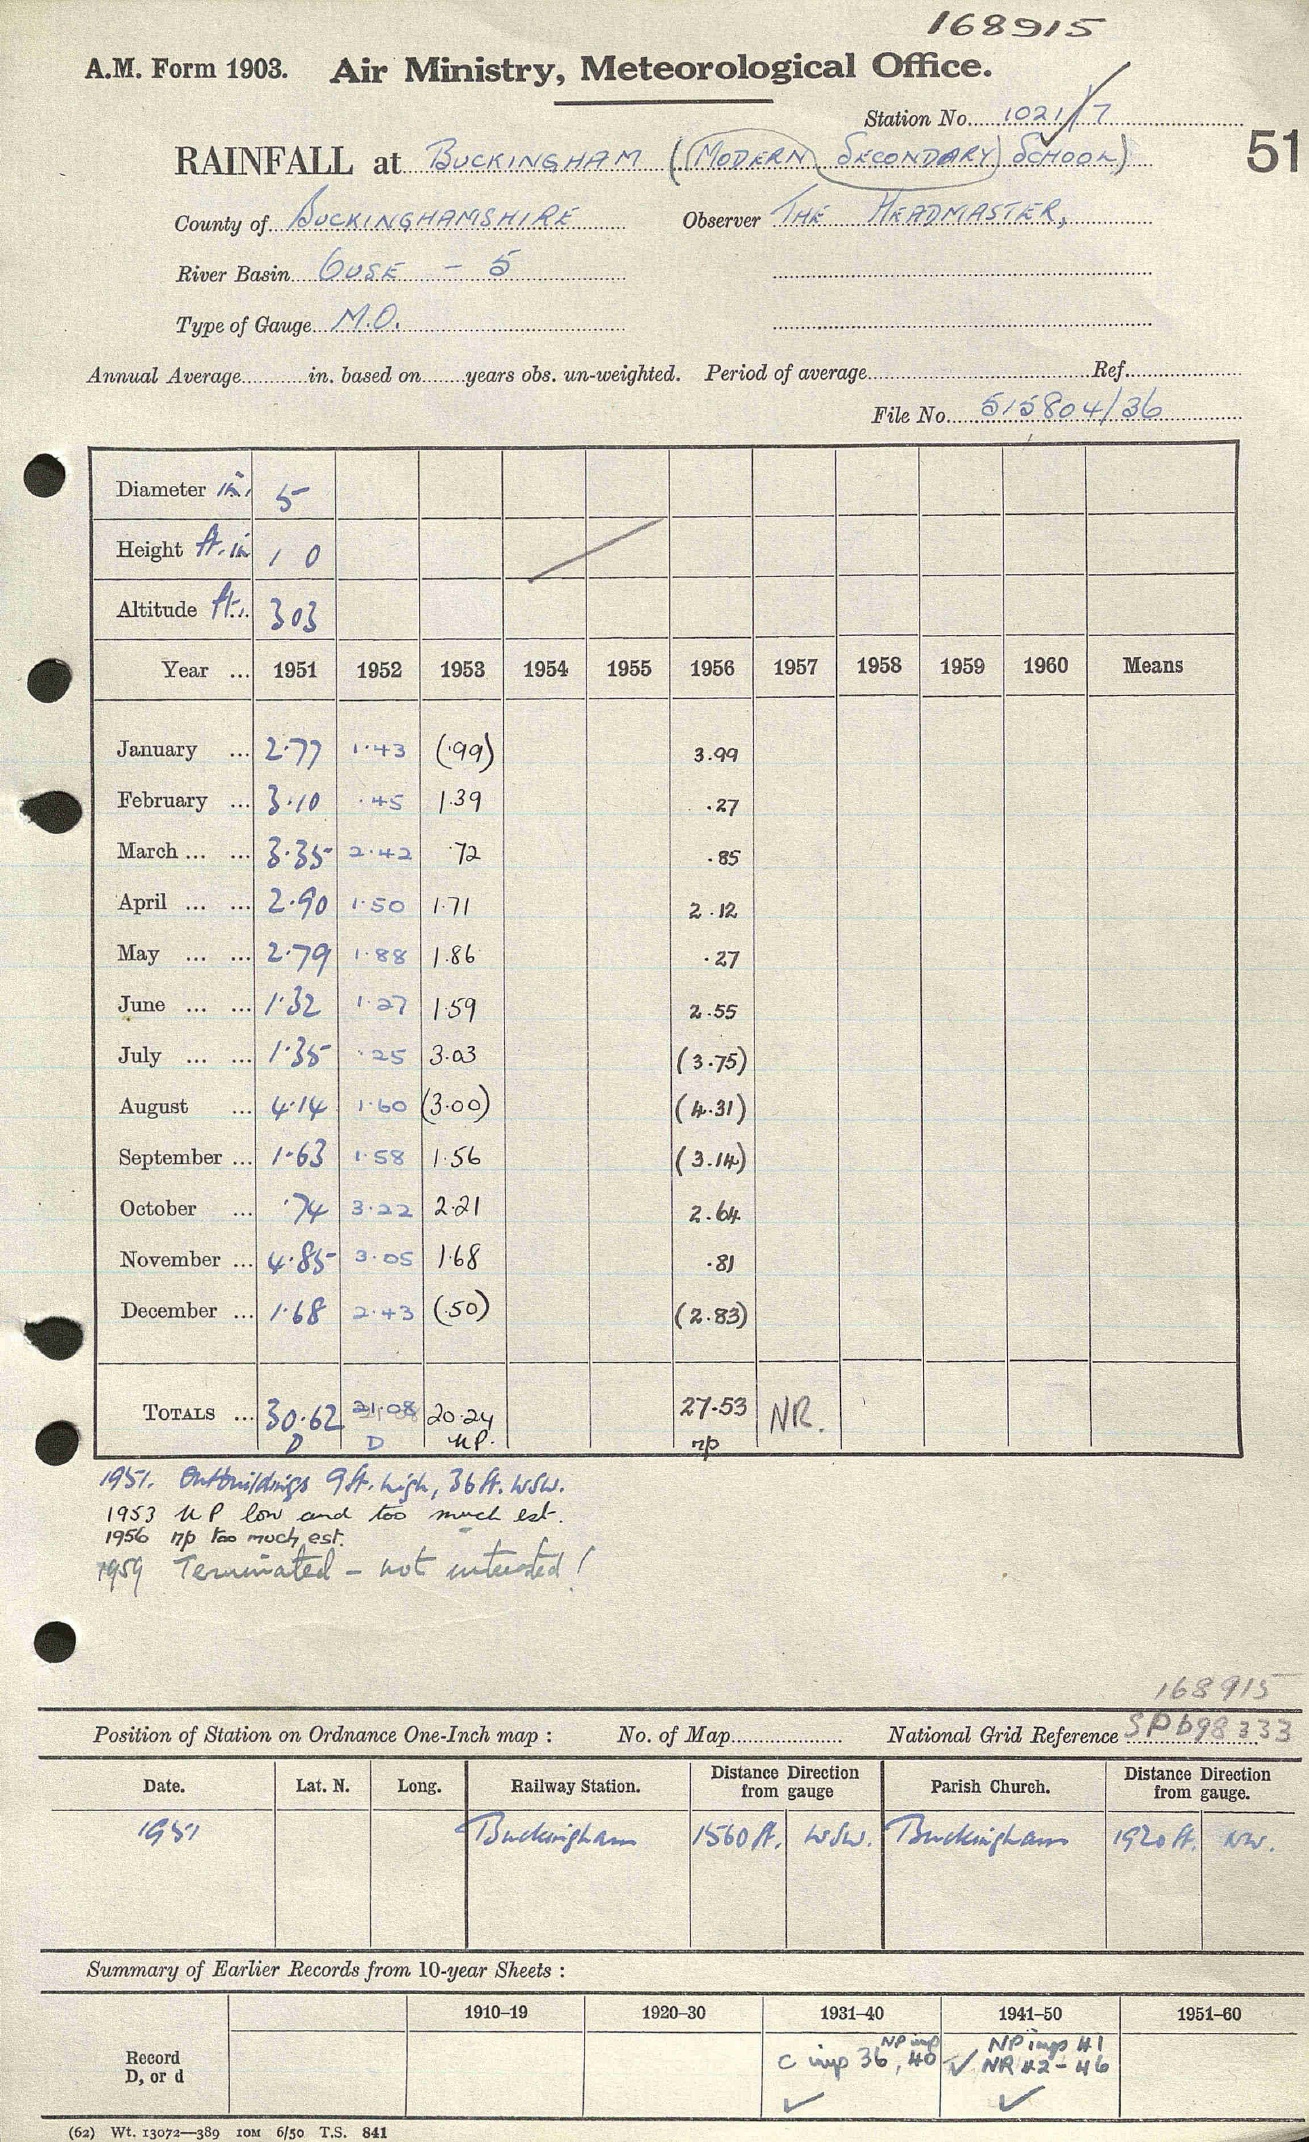 168915
A.M. Form 1903. Air Ministry, Meteorological Office.
Station No. 1021/7
51
RAINFALL at BUCKINGHAM (MODERN SECONDARY SCHOOL)
County of BUCKINGHAMSHIRE Observer THE HEADMASTER,
River Basin OUSE - 5
Type of Gauge M.O.
Annual Average in. based on years obs. un-weighted. Period of average Ref.
File No. 515804/36
Diameter in. 5
Height ft. in 1 0
Altitude ft. 303
Year ... 1951 1952 1953 1954 1955 1956 1957 1958 1959 1960 Means
January ... 2.77 1.43 (.99) 3.99
February ... 3.10 .45 1.39 .27
March ... ... 3.35 2.42 .72 .85
April ... ... 2.90 1.50 1.71 2.12
May ... ... 2.79 1.88 1.86 .27
June ... ... 1.32 1.27 1.59 2.55
July ... ... 1.35 .25 3.03 (3.75)
August ... 4.14 1.60 (3.00) (4.31)
September ... 1.63 1.58 1.56 (3.14)
October ... .74 3.22 2.21 2.64
November ... 4.85 3.05 1.68 .81
December ... 1.68 2.43 (.50) (2.83)
TOTALS ... 30.62 21.08 20.24 27.53 NR.
D D NP. np
1951. Outbuildings 9ft. high, 36ft. WSW.
1953 NP low and too much est.
1956 np too much est.
1959 Terminated - not intersted!
168915
Position of Station on Ordnance One-Inch map : No. of Map National Grid Reference SP 698 333
Date. Lat. N. Long. Railway Station. Distance Direction from gauge Parish Church. Distance Direction from gauge.
1951 Buckingham 1560 ft. WSW. Buckingham 1920 ft. NW.
Summary of Earlier Records from 10-year Sheets :
1910–19 1920–30 1931–40 1941–50 1951–60
Record D, or d
NP imp NP imps 41
C imp 36, 40 NR 42-46
(62) Wt. 13072—389 10M 6/50 T.S. 841